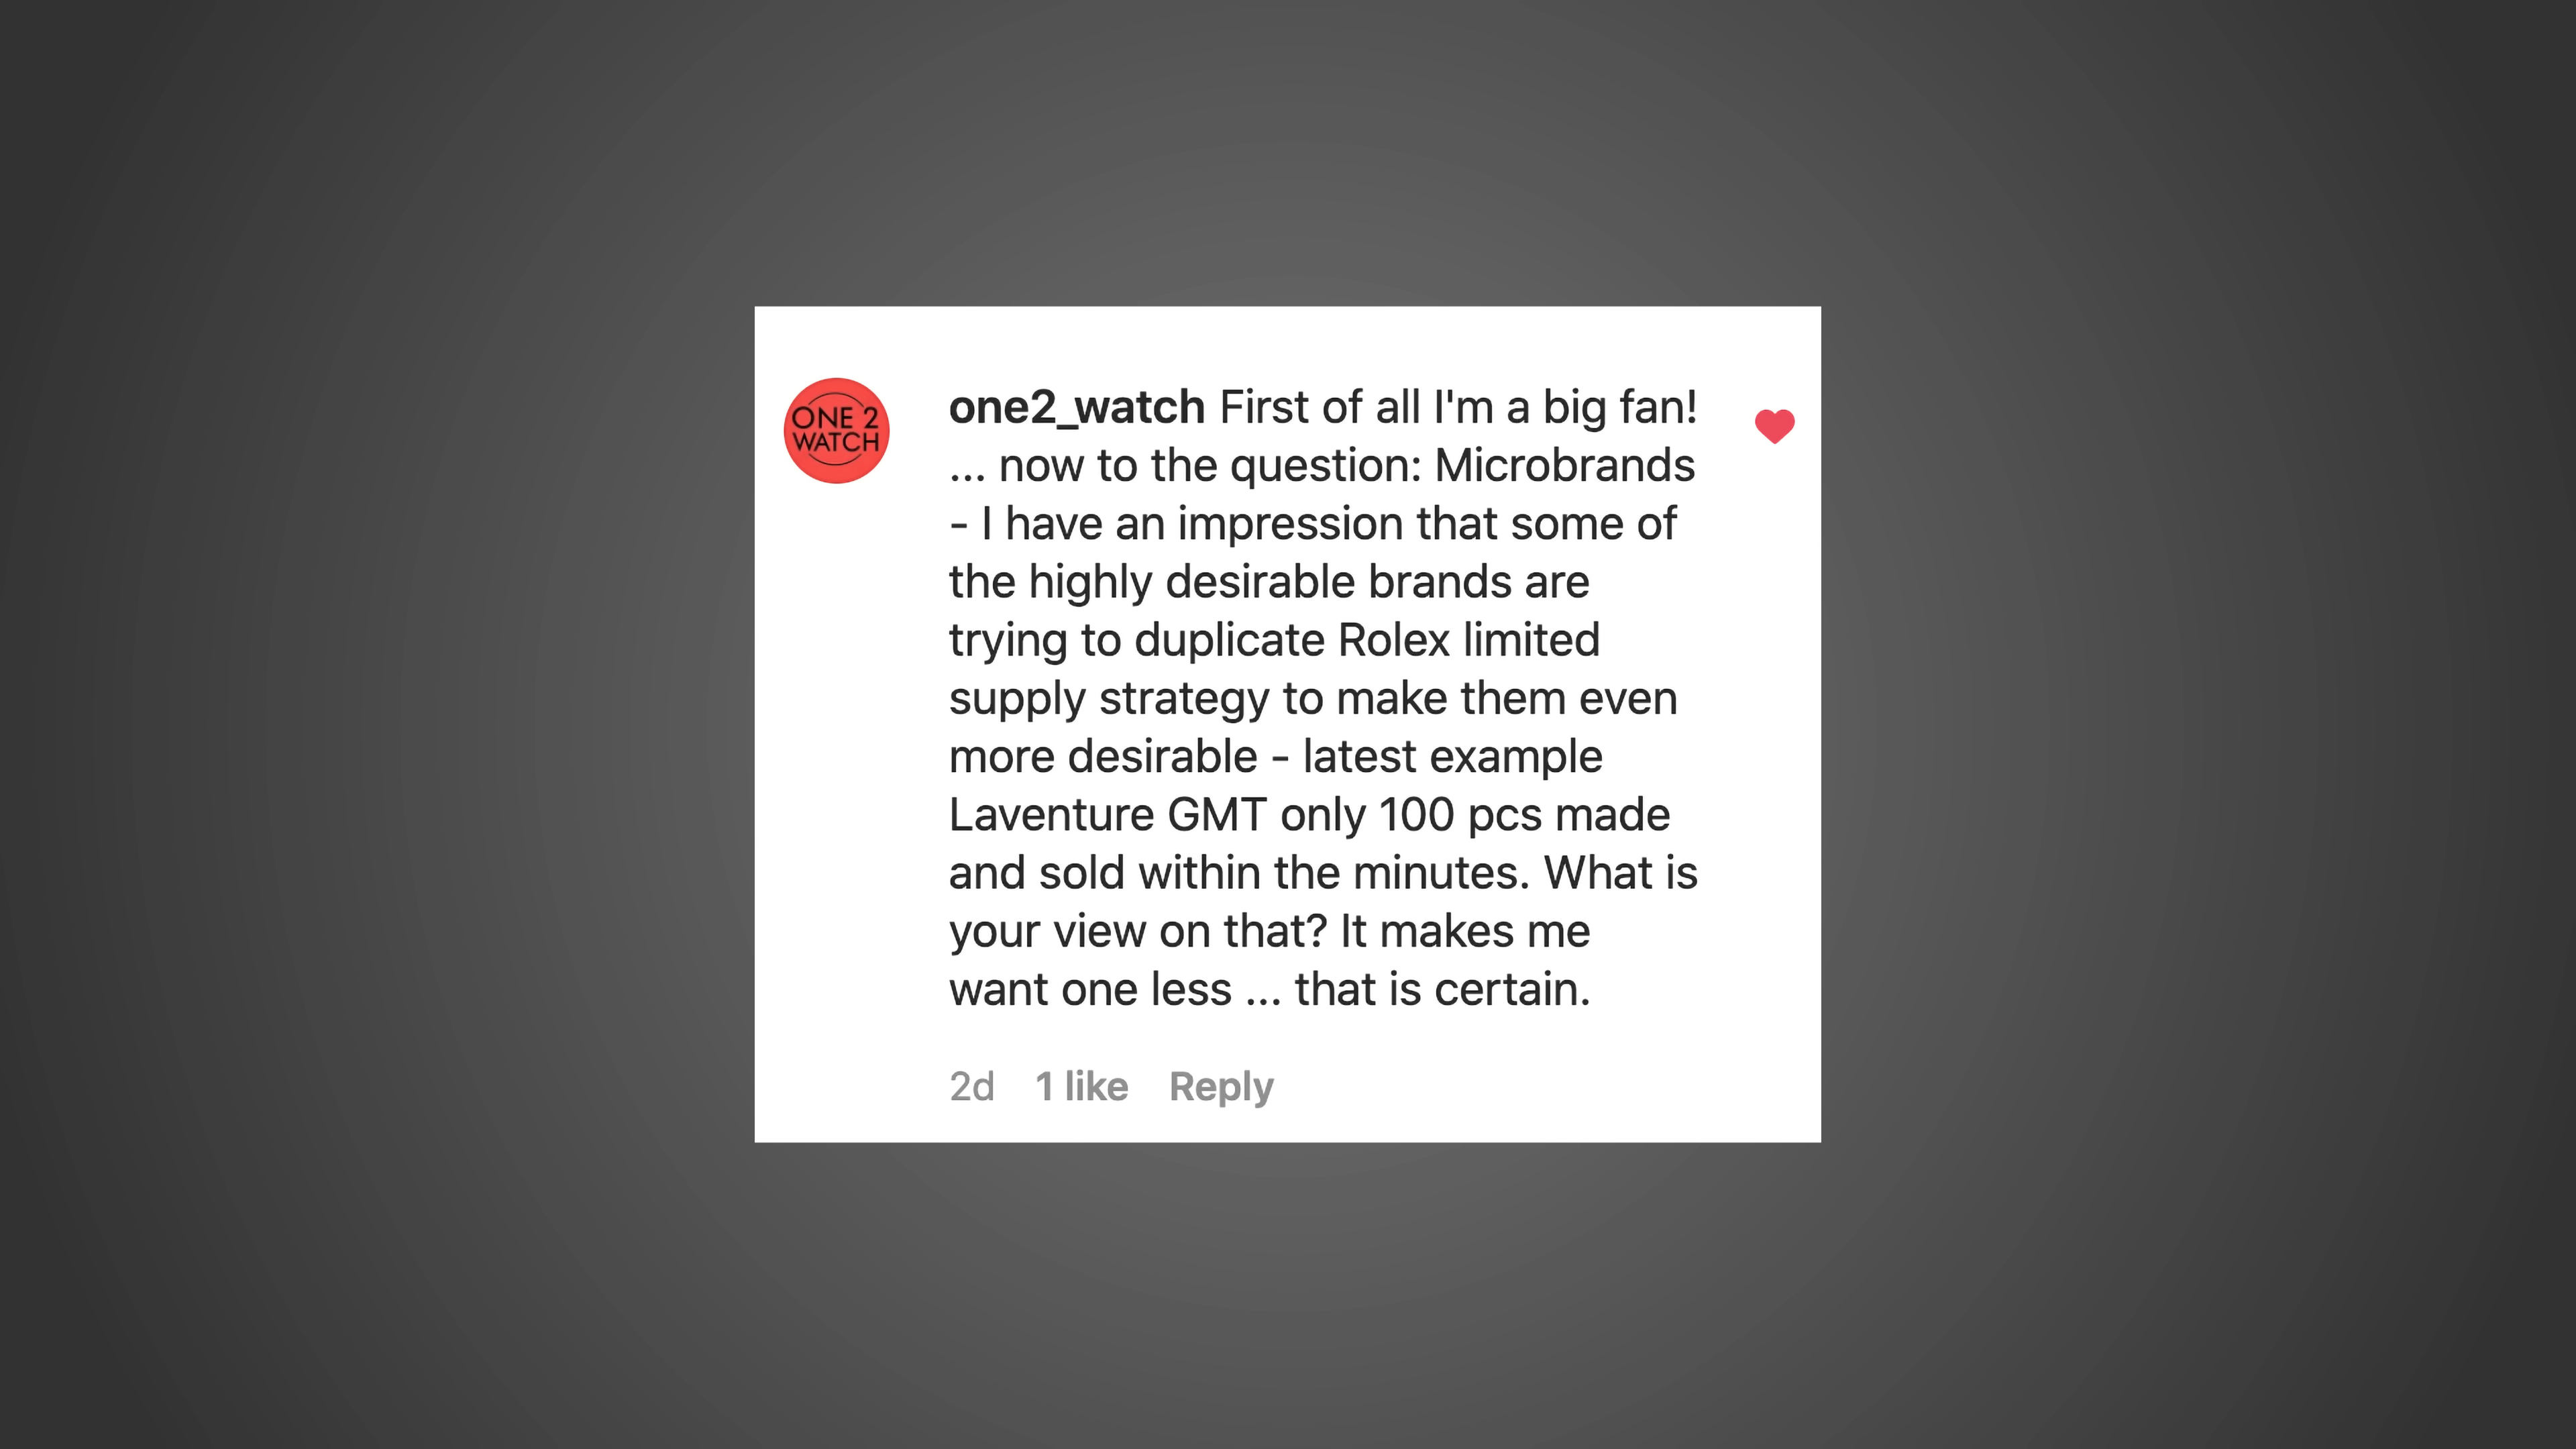 ONE 2
WATCH
one2_watch First of all I'm a big fan!
... now to the question: Microbrands
- I have an impression that some of
the highly desirable brands are
trying to duplicate Rolex limited
supply strategy to make them even
more desirable - latest example
Laventure GMT only 100 pcs made
and sold within the minutes. What is
your view on that? It makes me
want one less ... that is certain.
2d 1 like Reply